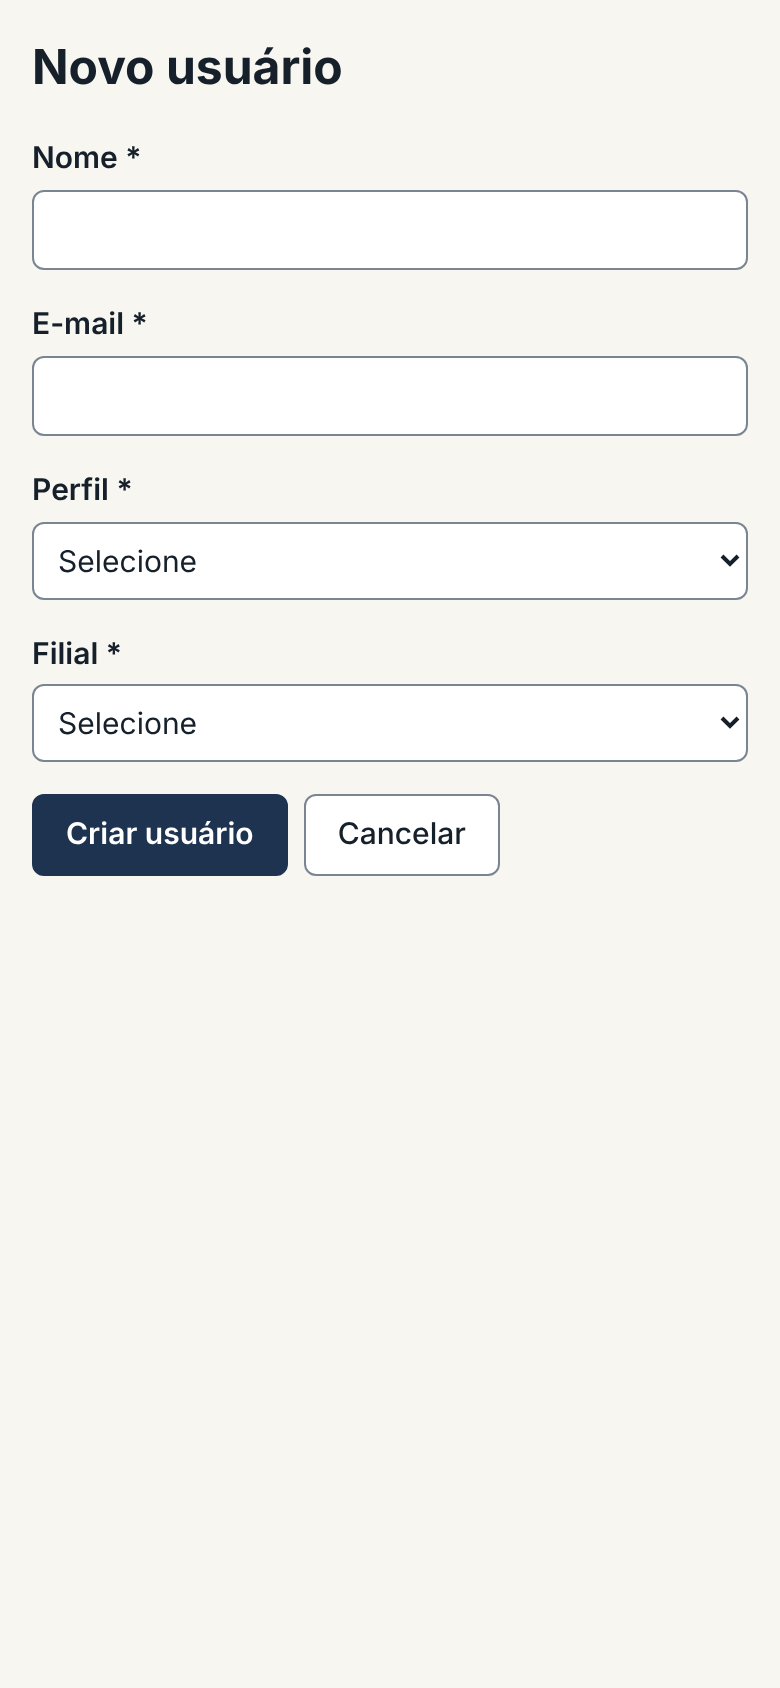 Novo usuário
Nome *
E-mail *
Perfil *
Selecione
Filial *
Selecione
Criar usuário Cancelar